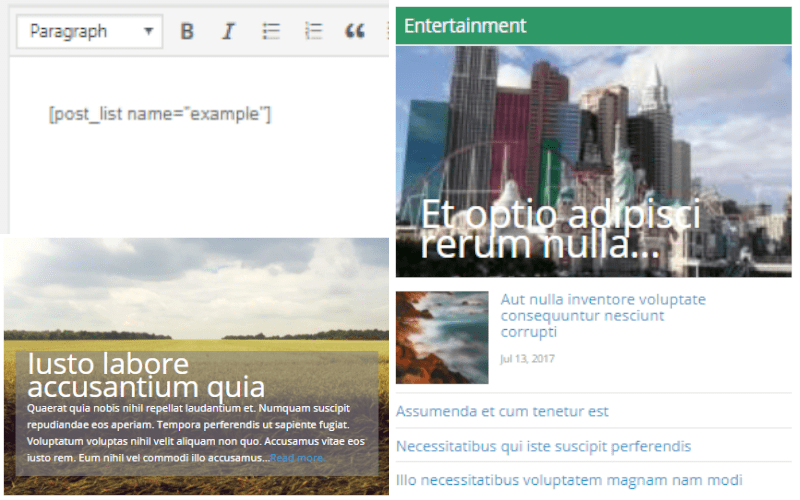 Paragraph
B I
[post_list name="example"]
Iusto labore
accusantium quia
Quaerat quia nobis nihil repellat laudantium et. Numquam suscipit
repudiandae eos aperiam. Tempora perferendis ut sapiente fugiat.
Voluptatum voluptas nihil velit aliquam non quo. Accusamus vitae eos
iusto rem. Eum nihil vel commodi illo accusamus...Read more
Entertainment
Et optio adipisci
rerum nulla...
Aut nulla inventore voluptate
consequuntur nesciunt
corrupti
Jul 13, 2017
Assumenda et cum tenetur est
Necessitatibus qui iste suscipit perferendis
Illo necessitatibus voluptatem magnam nam modi